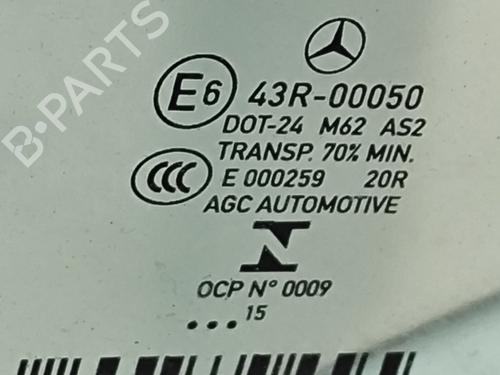 B-PARTS
E6 43R-00050
DOT-24 M62 AS2
TRANSP. 70% MIN.
CCC E 000259 20R
AGC AUTOMOTIVE
N
OCP N° 0009
...15